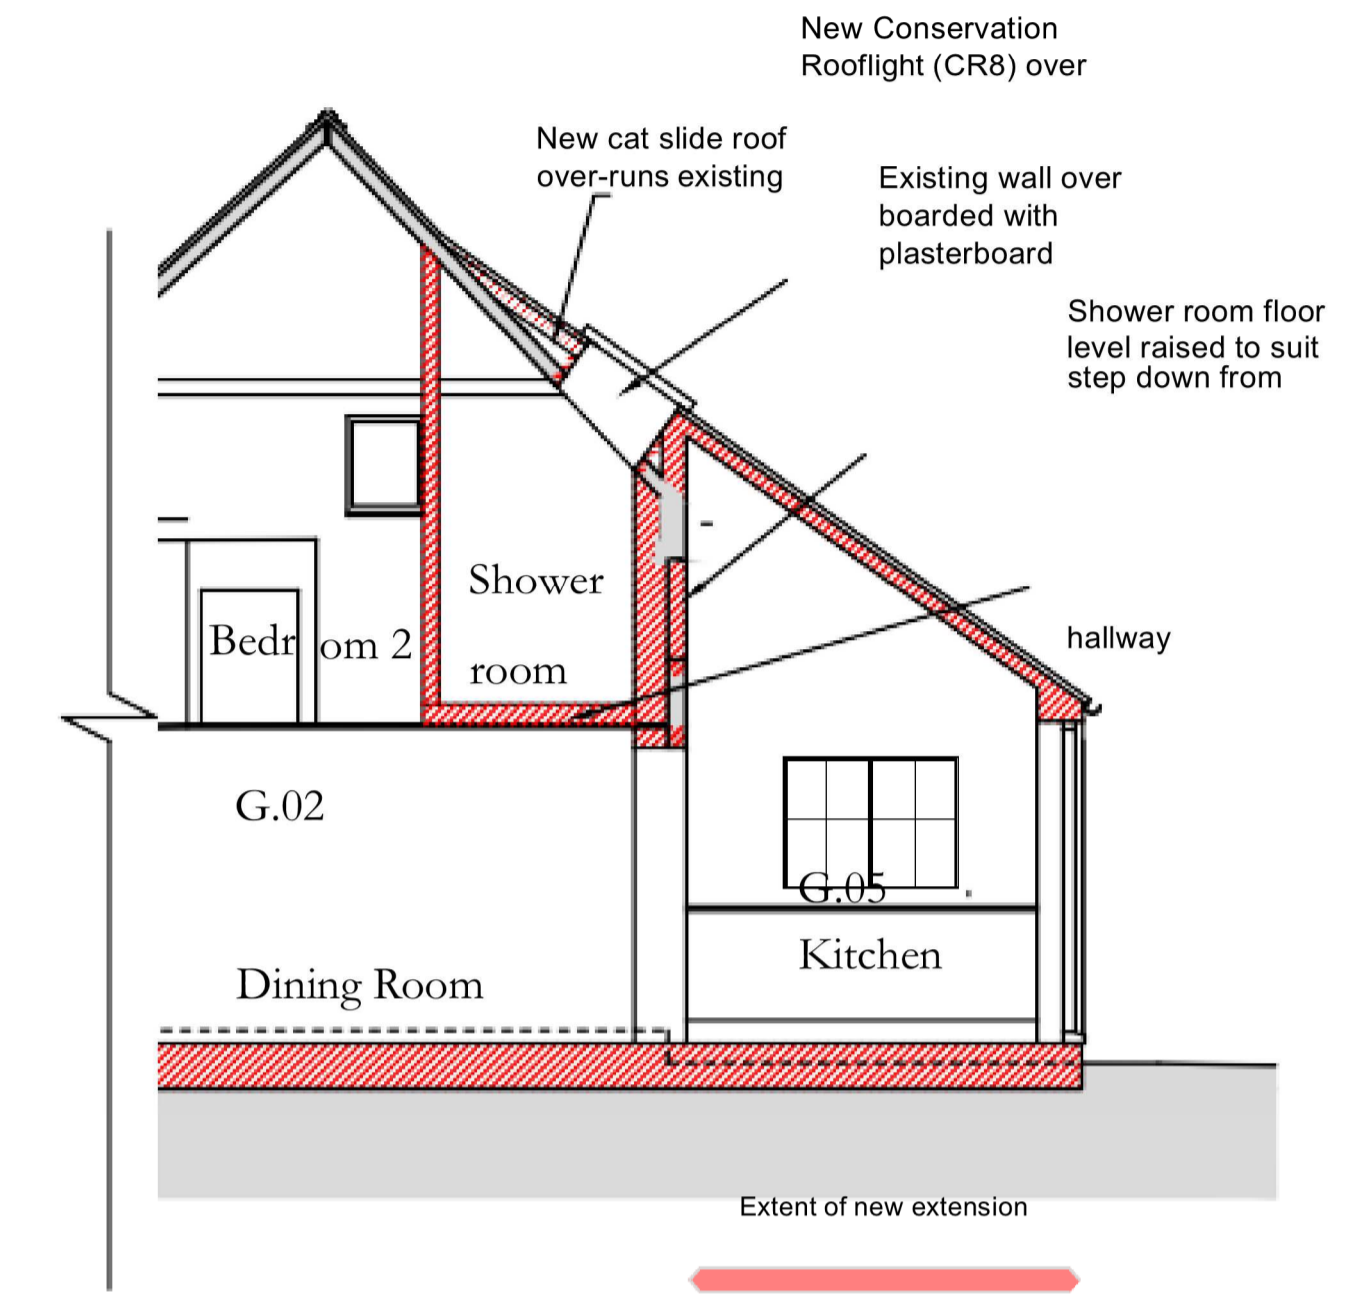 New Conservation
Rooflight (CR8) over
New cat slide roof
over-runs existing
Existing wall over
boarded with
plasterboard
Shower room floor
level raised to suit
step down from
hallway
Shower
room
Bedr om 2
G.02
Dining Room
G.05
Kitchen
Extent of new extension